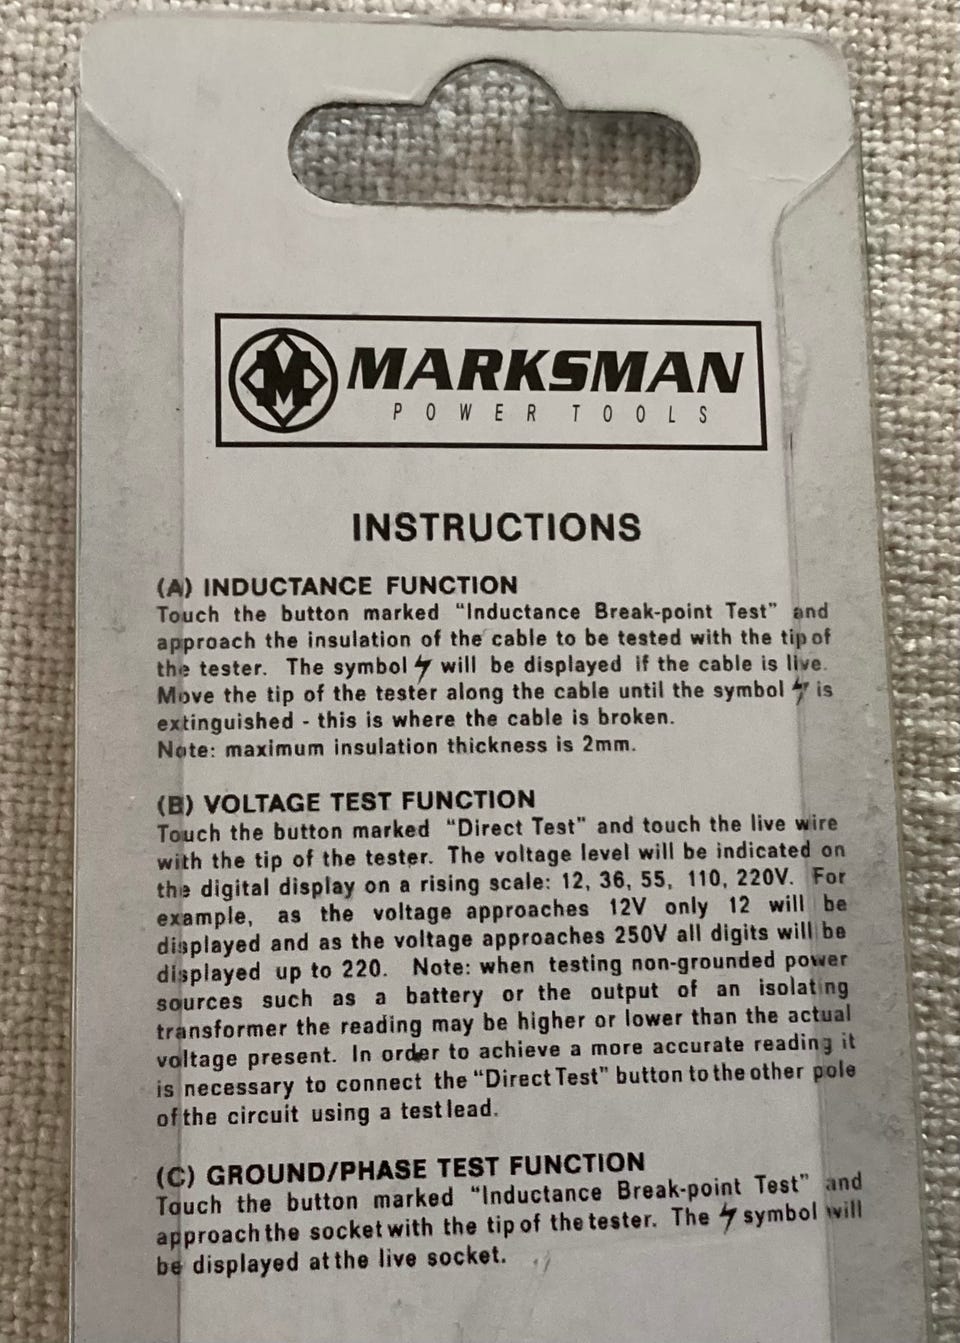 MARKSMAN
POWER TOOLS
INSTRUCTIONS
(A) INDUCTANCE FUNCTION
Touch the button marked “Inductance Break-point Test” and
approach the insulation of the cable to be tested with the tip of
the tester. The symbol ϟ will be displayed if the cable is live.
Move the tip of the tester along the cable until the symbol ϟ is
extinguished - this is where the cable is broken.
Note: maximum insulation thickness is 2mm.
(B) VOLTAGE TEST FUNCTION
Touch the button marked “Direct Test” and touch the live wire
with the tip of the tester. The voltage level will be indicated on
the digital display on a rising scale: 12, 36, 55, 110, 220V. For
example, as the voltage approaches 12V only 12 will be
displayed and as the voltage approaches 250V all digits will be
displayed up to 220. Note: when testing non-grounded power
sources such as a battery or the output of an isolating
transformer the reading may be higher or lower than the actual
voltage present. In order to achieve a more accurate reading it
is necessary to connect the “Direct Test” button to the other pole
of the circuit using a test lead.
(C) GROUND/PHASE TEST FUNCTION
Touch the button marked “Inductance Break-point Test” and
approach the socket with the tip of the tester. The ϟ symbol will
be displayed at the live socket.